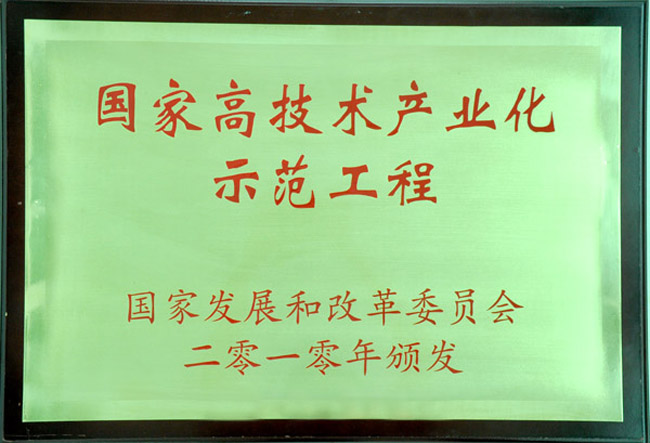 国家高技术产业化
示范工程
国家发展和改革委员会
二零一零年颁发